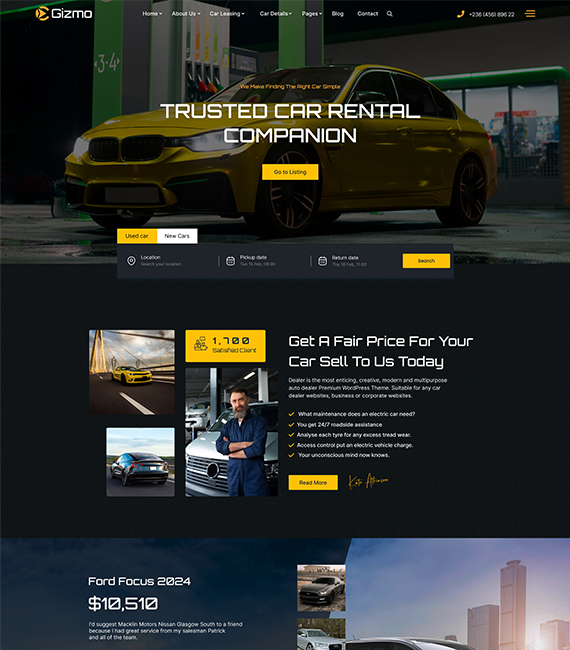 Gizmo
Home
About Us
Car Leasing
Car Details
Pages
Blog
Contact
+236 (456) 896 22
3·4
We Make Finding The Right Car Simple
TRUSTED CAR RENTAL
COMPANION
Go to Listing
Used car
New Cars
Location
Search your location
Pickup date
Tue 15 Feb, 09:00
Return date
Thu 16 Feb, 11:00
Search
1,700
Satisfied Client
Get A Fair Price For Your
Car Sell To Us Today
Dealer is the most enticing, creative, modern and multipurpose
auto dealer Premium WordPress Theme. Suitable for any car
dealer websites, business or corporate websites.
What maintenance does an electric car need?
You get 24/7 roadside assistance
Analyse each tyre for any excess tread wear.
Access control put an electric vehicle charge.
Your unconscious mind now knows.
Read More
Ford Focus 2024
$10,510
I'd suggest Macklin Motors Nissan Glasgow South to a friend
because I had great service from my salesman Patrick
and all of the team.